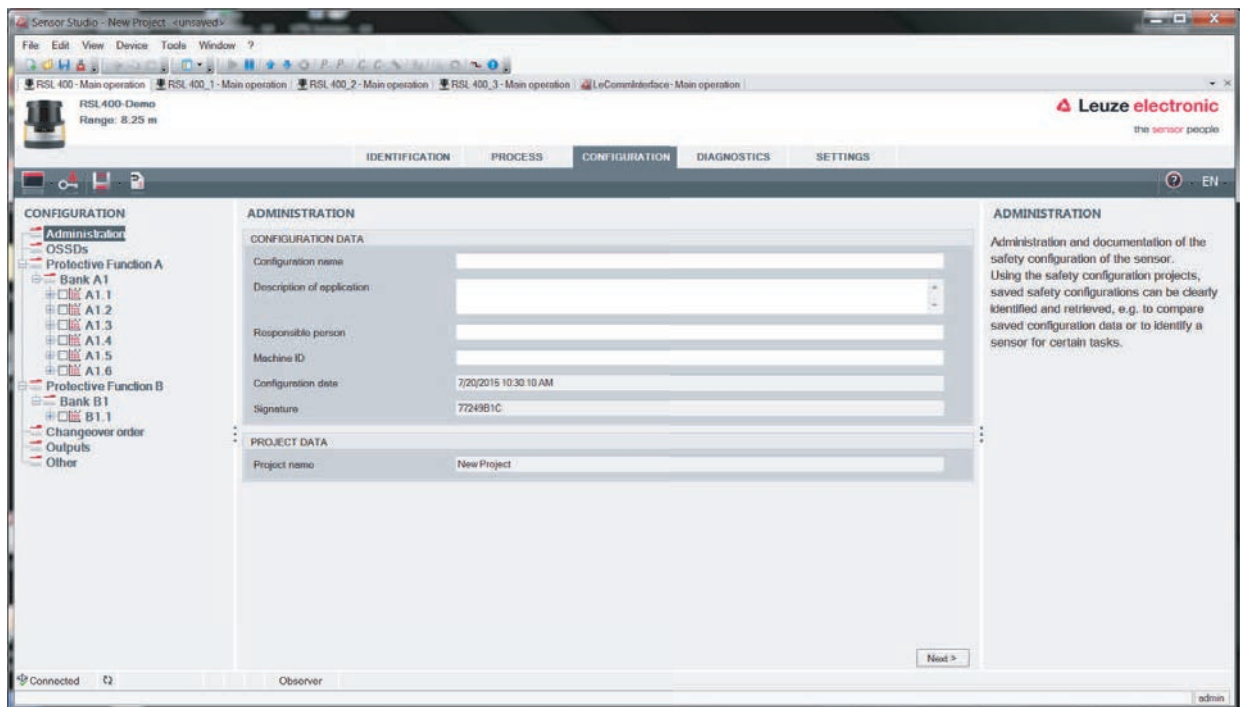 Sensor Studio - New Project <unsaved>
File Edit View Device Tools Window ?
RSL 400 - Main operation RSL 400_1 - Main operation RSL 400_2 - Main operation RSL 400_3 - Main operation LeCommInterface - Main operation
RSL400-Demo
Range: 8.25 m
Leuze electronic
the sensor people
IDENTIFICATION PROCESS CONFIGURATION DIAGNOSTICS SETTINGS
EN
CONFIGURATION
Administration
OSSDs
Protective Function A
Bank A1
A1.1
A1.2
A1.3
A1.4
A1.5
A1.6
Protective Function B
Bank B1
B1.1
Changeover order
Outputs
Other
ADMINISTRATION
CONFIGURATION DATA
Configuration name
Description of application
Responsible person
Machine ID
Configuration date 7/20/2015 10:30:10 AM
Signature 77249B1C
PROJECT DATA
Project name New Project
Next >
ADMINISTRATION
Administration and documentation of the
safety configuration of the sensor.
Using the safety configuration projects,
saved safety configurations can be clearly
identified and retrieved, e.g. to compare
saved configuration data or to identify a
sensor for certain tasks.
Connected Observer
admin